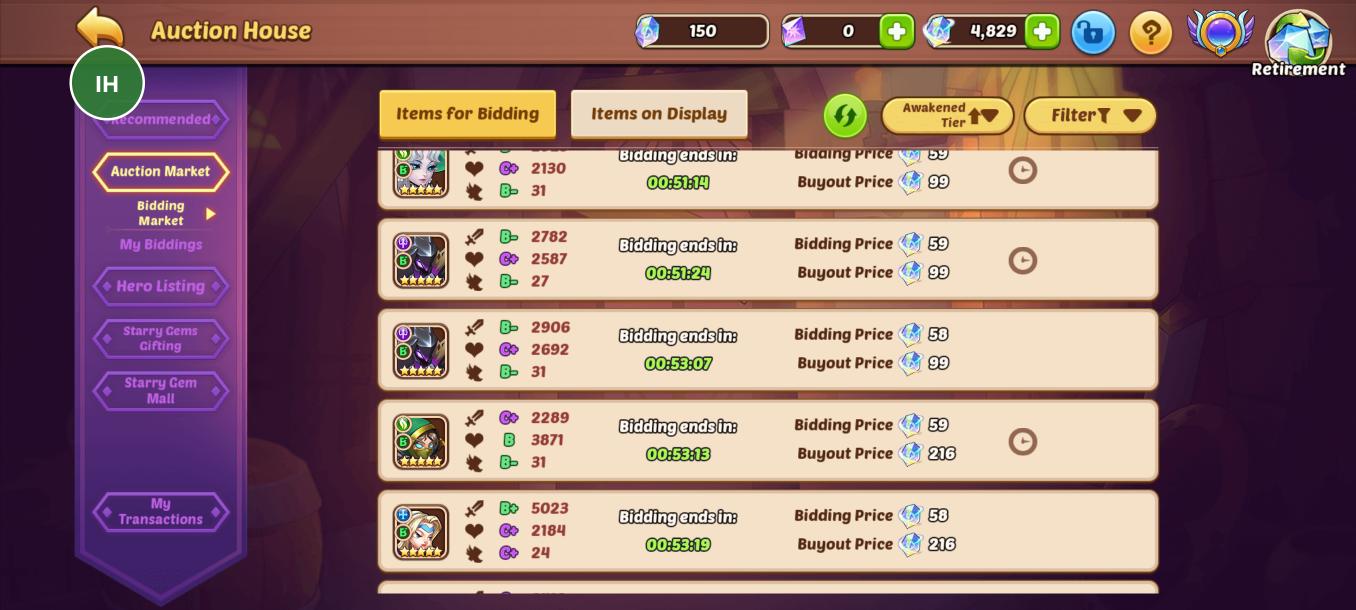 Auction House
150
0
4,829
?
Retirement
IH
Recommended
Auction Market
Bidding
Market
My Biddings
Hero Listing
Starry Gems
Gifting
Starry Gem
Mall
My
Transactions
Items for Bidding
Items on Display
Awakened
Tier
Filter
Bidding ends in:
Bidding Price 59
B C+ 2130
00:51:14
Buyout Price 99
B- 31
B- 2782
Bidding ends in:
Bidding Price 59
B C+ 2587
00:51:24
Buyout Price 99
B- 27
B- 2906
Bidding ends in:
Bidding Price 58
B C+ 2692
00:53:07
Buyout Price 99
B- 31
C+ 2289
Bidding ends in:
Bidding Price 59
B B 3871
00:53:13
Buyout Price 216
B- 31
B+ 5023
Bidding ends in:
Bidding Price 58
B C+ 2184
00:53:19
Buyout Price 216
C+ 24